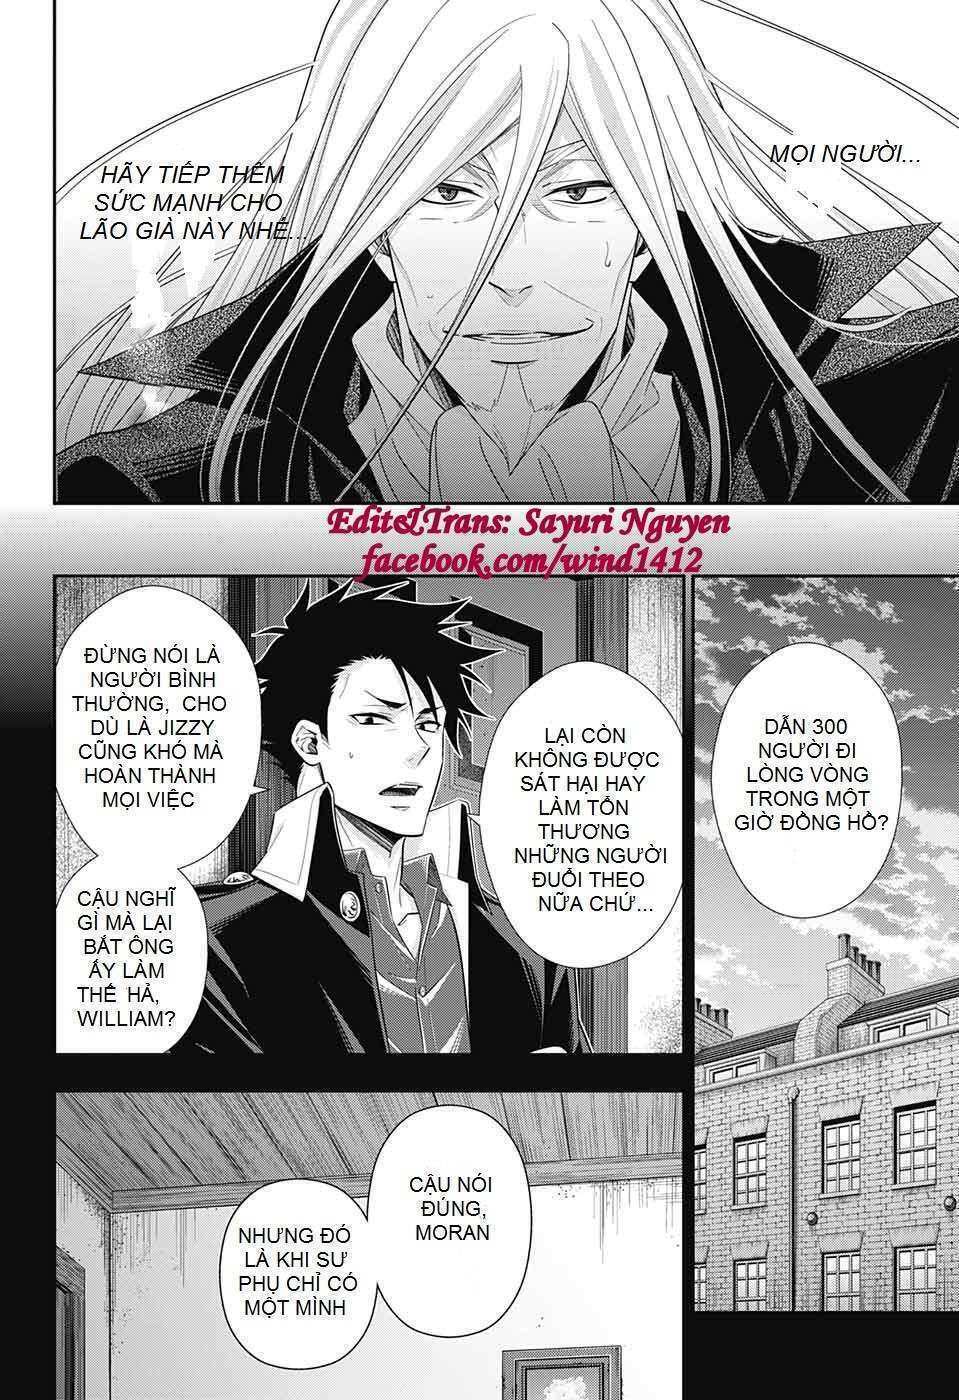 MỌI NGƯỜI...
HÃY TIẾP THÊM
SỨC MẠNH CHO
LÃO GIÀ NÀY NHÉ...
Edit&Trans: Sayuri Nguyen
facebook.com/wind1412
DẪN 300
NGƯỜI ĐI
LÒNG VÒNG
TRONG MỘT
GIỜ ĐỒNG HỒ?
LẠI CÒN
KHÔNG ĐƯỢC
SÁT HẠI HAY
LÀM TỔN
THƯƠNG
NHỮNG NGƯỜI
ĐUỔI THEO
NỮA CHỨ...
ĐỪNG NÓI LÀ
NGƯỜI BÌNH
THƯỜNG, CHO
DÙ LÀ JIZZY
CŨNG KHÓ MÀ
HOÀN THÀNH
MỌI VIỆC
CẬU NGHĨ
GÌ MÀ LẠI
BẮT ÔNG
ẤY LÀM
THẾ HẢ,
WILLIAM?
CẬU NÓI
ĐÚNG,
MORAN
NHƯNG ĐÓ
LÀ KHI SƯ
PHỤ CHỈ CÓ
MỘT MÌNH